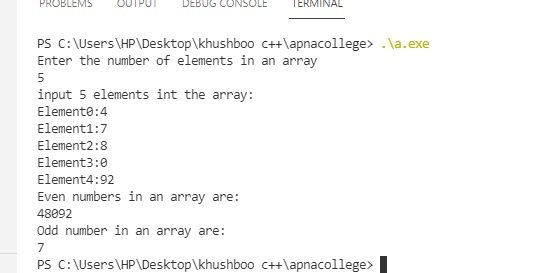 PROBLEMS OUTPUT DEBUG CONSOLE TERMINAL
PS C:\Users\HP\Desktop\khushboo c++\apnacollege> .\a.exe
Enter the number of elements in an array
5
input 5 elements int the array:
Element0:4
Element1:7
Element2:8
Element3:0
Element4:92
Even numbers in an array are:
48092
Odd number in an array are:
7
PS C:\Users\HP\Desktop\khushboo c++\apnacollege>